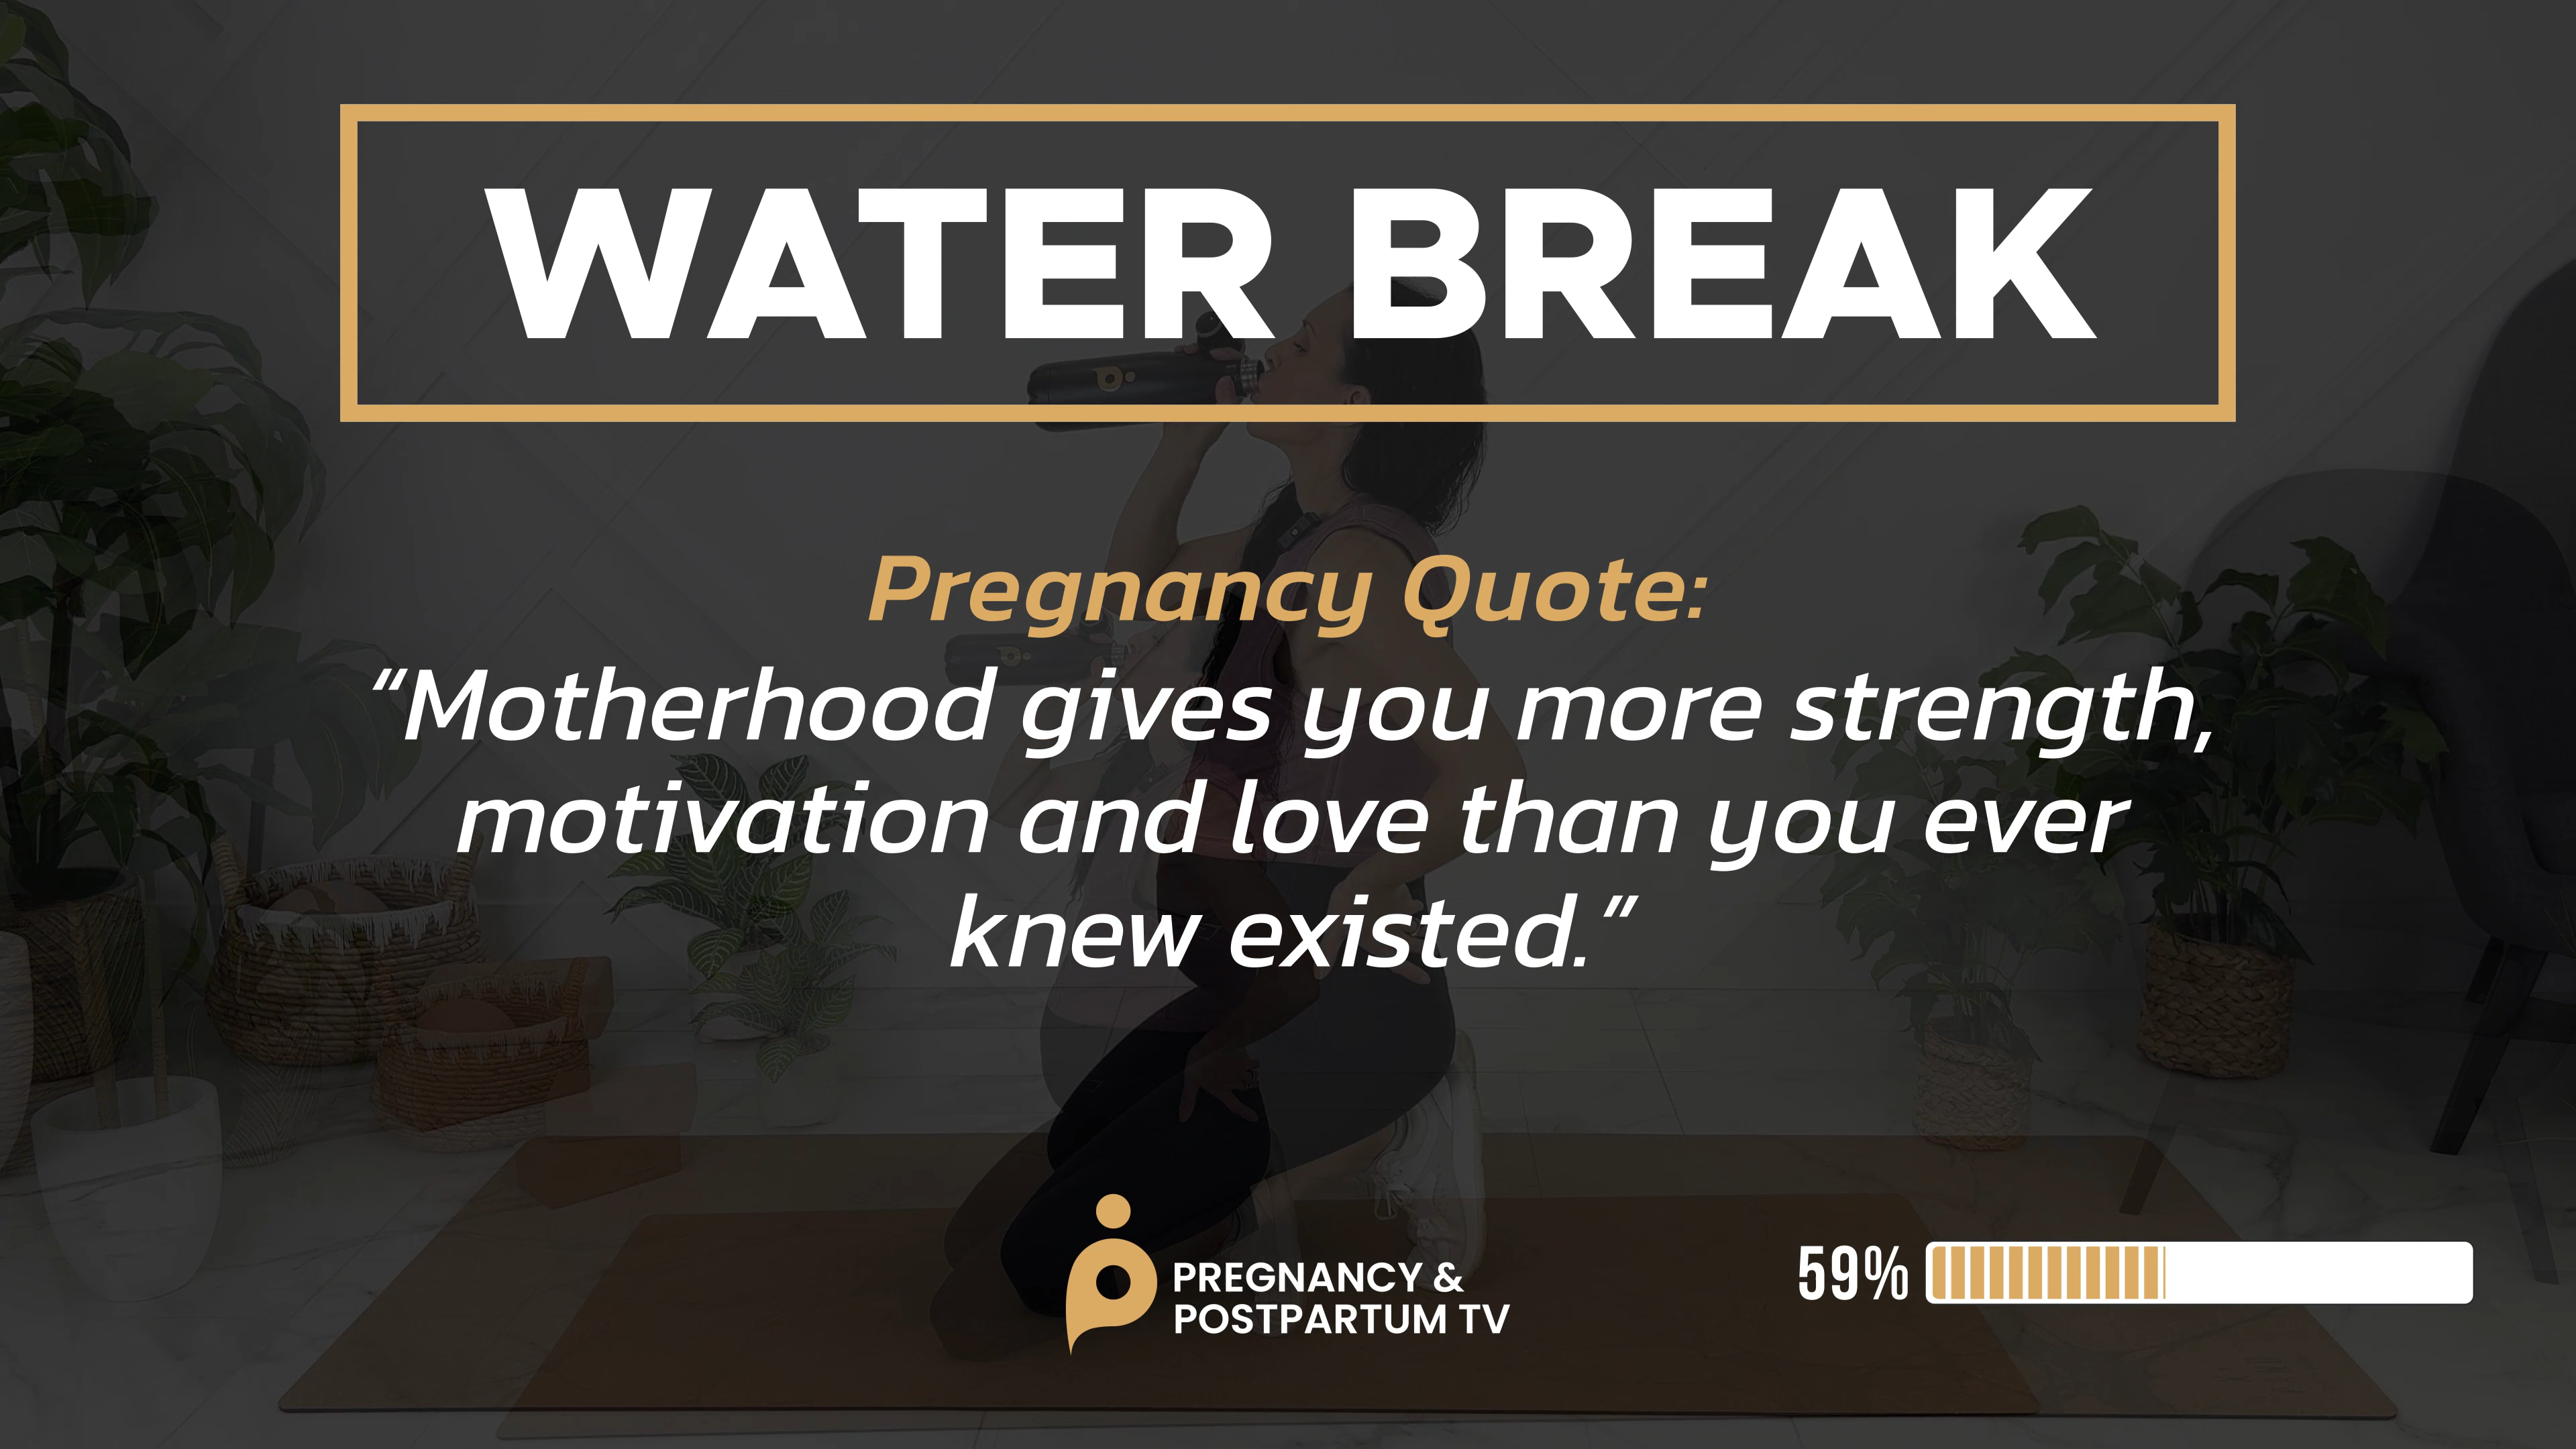 WATER BREAK
Pregnancy Quote:
“Motherhood gives you more strength,
motivation and love than you ever
knew existed.”
PREGNANCY &
POSTPARTUM TV
59%